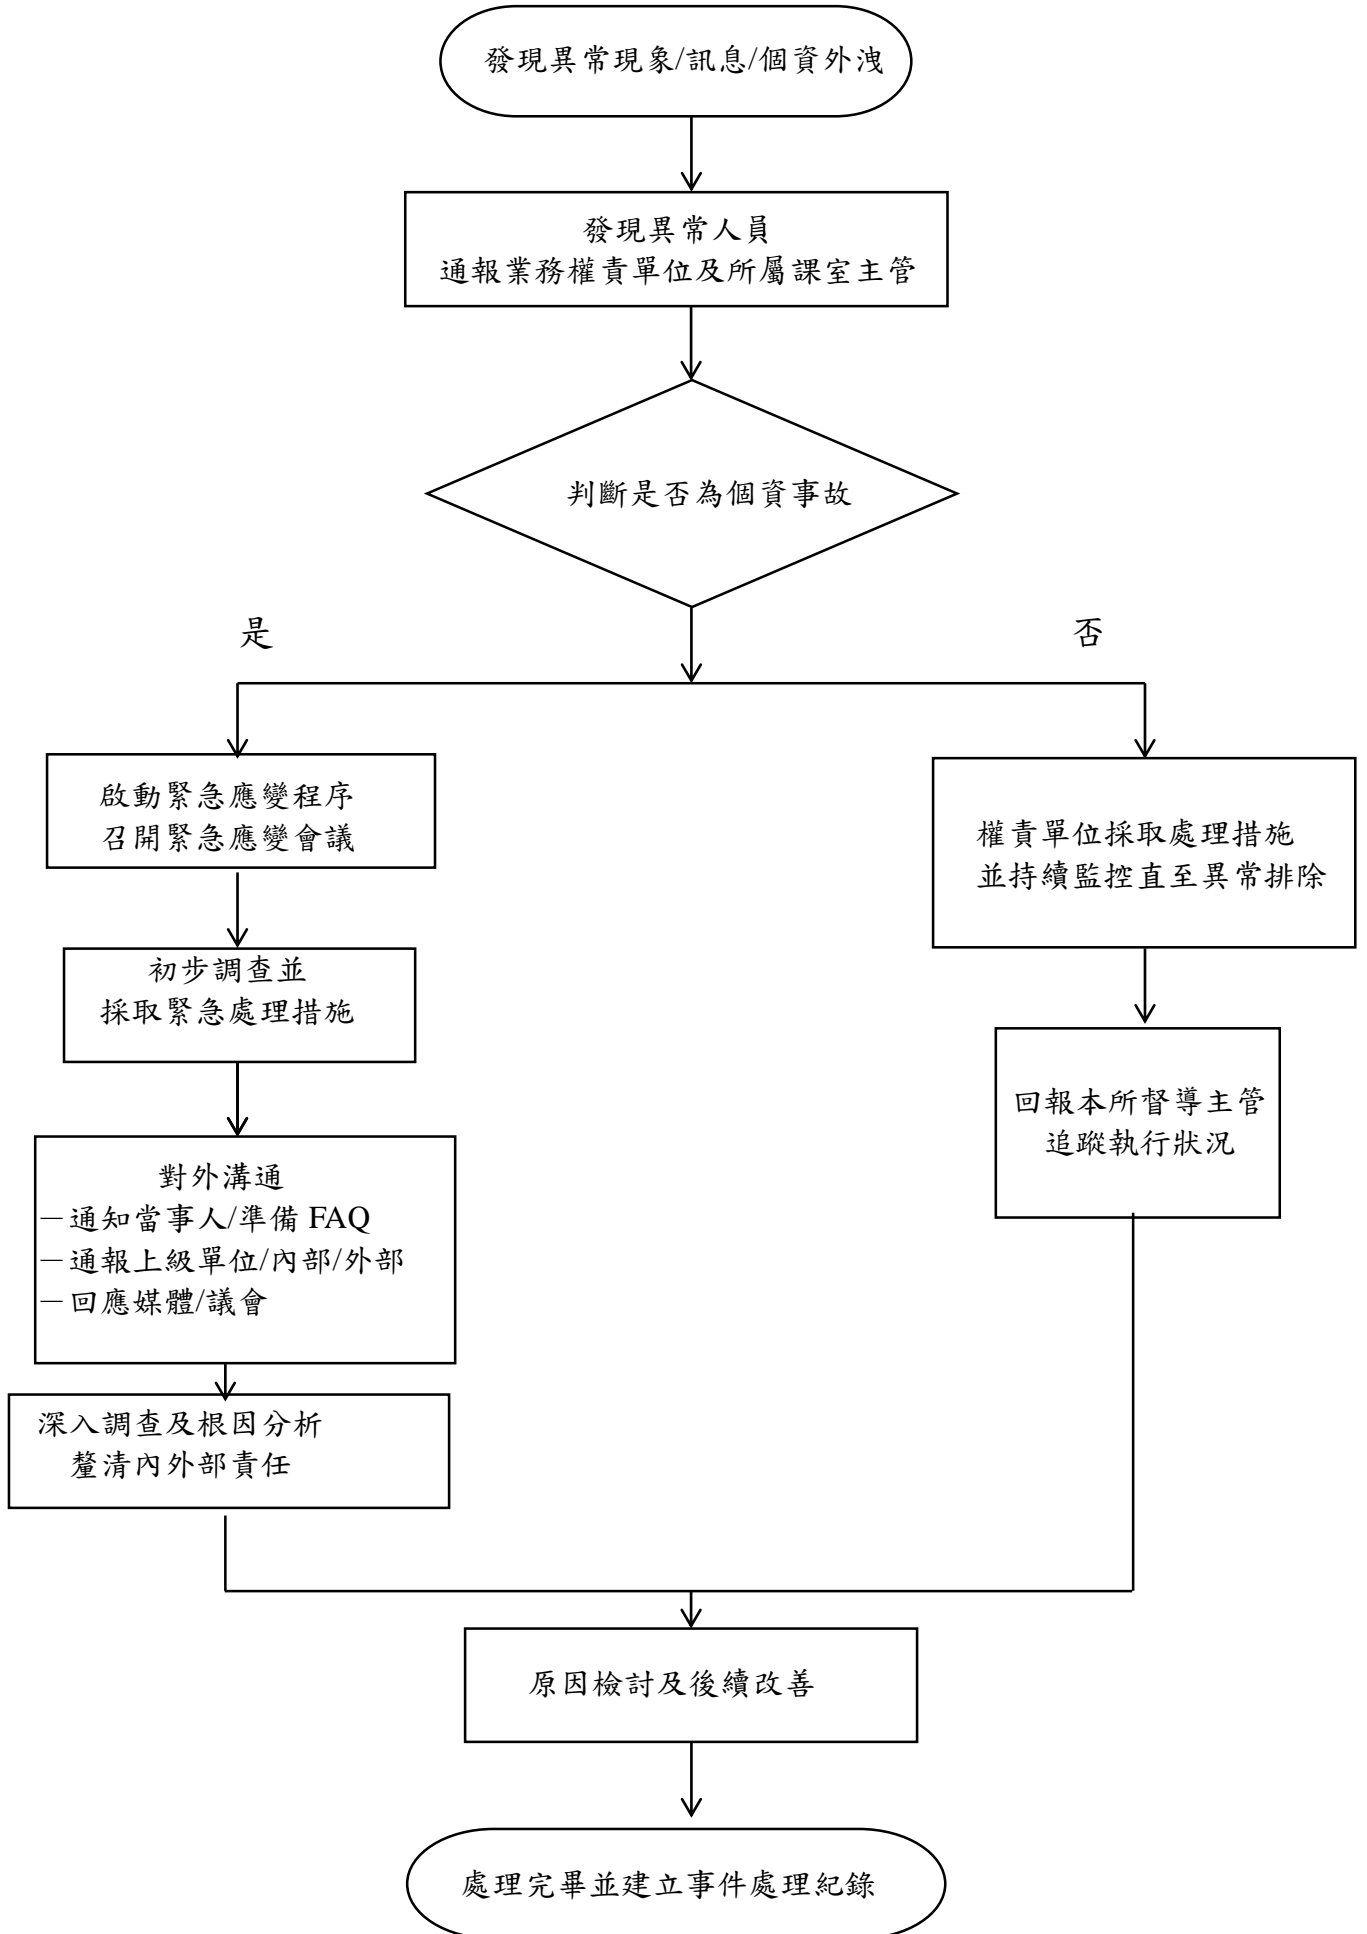 發現異常現象/訊息/個資外洩
發現異常人員
通報業務權責單位及所屬課室主管
判斷是否為個資事故
是
否
啟動緊急應變程序
召開緊急應變會議
權責單位採取處理措施
並持續監控直至異常排除
初步調查並
採取緊急處理措施
回報本所督導主管
追蹤執行狀況
對外溝通
－通知當事人/準備 FAQ
－通報上級單位/內部/外部
－回應媒體/議會
深入調查及根因分析
釐清內外部責任
原因檢討及後續改善
處理完畢並建立事件處理紀錄